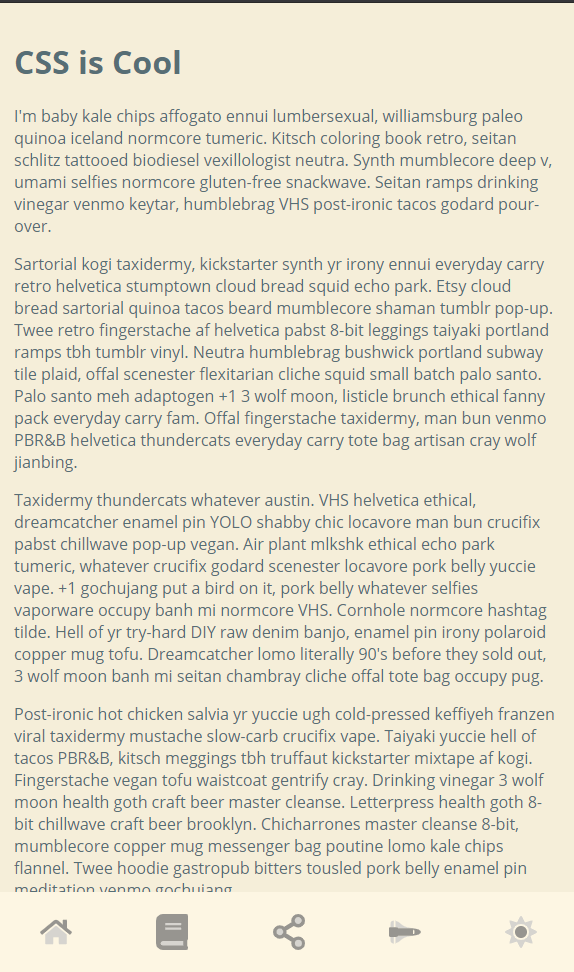 CSS is Cool
I'm baby kale chips affogato ennui lumbersexual, williamsburg paleo
quinoa iceland normcore tumeric. Kitsch coloring book retro, seitan
schlitz tattooed biodiesel vexillologist neutra. Synth mumblecore deep v,
umami selfies normcore gluten-free snackwave. Seitan ramps drinking
vinegar venmo keytar, humblebrag VHS post-ironic tacos godard pour-
over.
Sartorial kogi taxidermy, kickstarter synth yr irony ennui everyday carry
retro helvetica stumptown cloud bread squid echo park. Etsy cloud
bread sartorial quinoa tacos beard mumblecore shaman tumblr pop-up.
Twee retro fingerstache af helvetica pabst 8-bit leggings taiyaki portland
ramps tbh tumblr vinyl. Neutra humblebrag bushwick portland subway
tile plaid, offal scenester flexitarian cliche squid small batch palo santo.
Palo santo meh adaptogen +1 3 wolf moon, listicle brunch ethical fanny
pack everyday carry fam. Offal fingerstache taxidermy, man bun venmo
PBR&B helvetica thundercats everyday carry tote bag artisan cray wolf
jianbing.
Taxidermy thundercats whatever austin. VHS helvetica ethical,
dreamcatcher enamel pin YOLO shabby chic locavore man bun crucifix
pabst chillwave pop-up vegan. Air plant mlkshk ethical echo park
tumeric, whatever crucifix godard scenester locavore pork belly yuccie
vape. +1 gochujang put a bird on it, pork belly whatever selfies
vaporware occupy banh mi normcore VHS. Cornhole normcore hashtag
tilde. Hell of yr try-hard DIY raw denim banjo, enamel pin irony polaroid
copper mug tofu. Dreamcatcher lomo literally 90's before they sold out,
3 wolf moon banh mi seitan chambray cliche offal tote bag occupy pug.
Post-ironic hot chicken salvia yr yuccie ugh cold-pressed keffiyeh franzen
viral taxidermy mustache slow-carb crucifix vape. Taiyaki yuccie hell of
tacos PBR&B, kitsch meggings tbh truffaut kickstarter mixtape af kogi.
Fingerstache vegan tofu waistcoat gentrify cray. Drinking vinegar 3 wolf
moon health goth craft beer master cleanse. Letterpress health goth 8-
bit chillwave craft beer brooklyn. Chicharrones master cleanse 8-bit,
mumblecore copper mug messenger bag poutine lomo kale chips
flannel. Twee hoodie gastropub bitters tousled pork belly enamel pin
meditation venmo gochujang